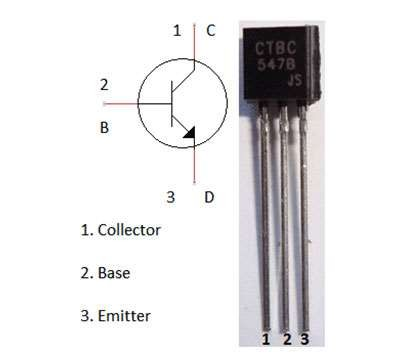 1 C
2
B
3 D
1. Collector
2. Base
3. Emitter
CTBC
547B
JS
1 2 3